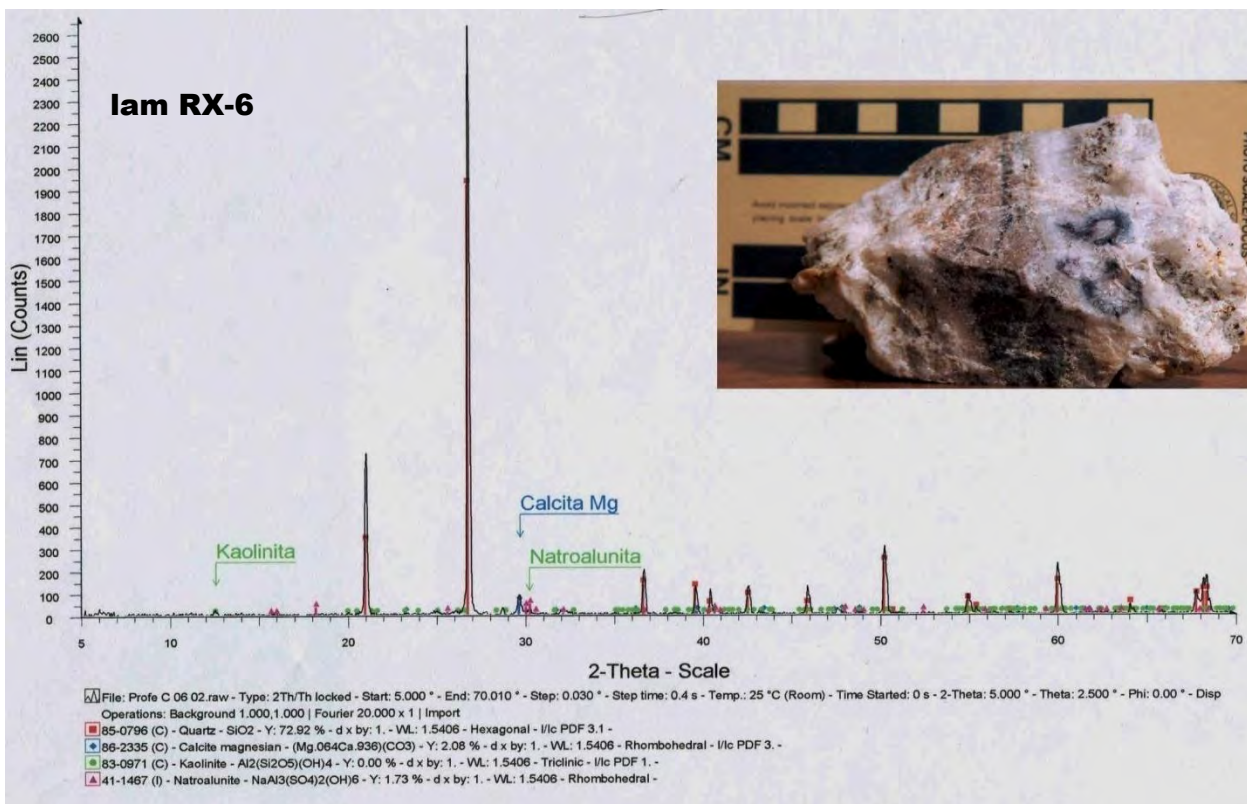 lam RX-6
Lin (Counts)
2600
2500
2400
2300
2200
2100
2000
1900
1800
1700
1600
1500
1400
1300
1200
1100
1000
900
800
700
600
500
400
300
200
100
0
CM
IN
Kaolinita
Calcita Mg
Natroalunita
5 10 20 30 40 50 60 70
2-Theta - Scale
File: Profe C 06 02.raw - Type: 2Th/Th locked - Start: 5.000 ° - End: 70.010 ° - Step: 0.030 ° - Step time: 0.4 s - Temp.: 25 °C (Room) - Time Started: 0 s - 2-Theta: 5.000 ° - Theta: 2.500 ° - Phi: 0.00 ° - Disp
Operations: Background 1.000,1.000 | Fourier 20.000 x 1 | Import
85-0796 (C) - Quartz - SiO2 - Y: 72.92 % - d x by: 1. - WL: 1.5406 - Hexagonal - I/Ic PDF 3.1 -
86-2335 (C) - Calcite magnesian - (Mg.064Ca.936)(CO3) - Y: 2.08 % - d x by: 1. - WL: 1.5406 - Rhombohedral - I/Ic PDF 3. -
83-0971 (C) - Kaolinite - Al2(Si2O5)(OH)4 - Y: 0.00 % - d x by: 1. - WL: 1.5406 - Triclinic - I/Ic PDF 1. -
41-1467 (I) - Natroalunite - NaAl3(SO4)2(OH)6 - Y: 1.73 % - d x by: 1. - WL: 1.5406 - Rhombohedral -